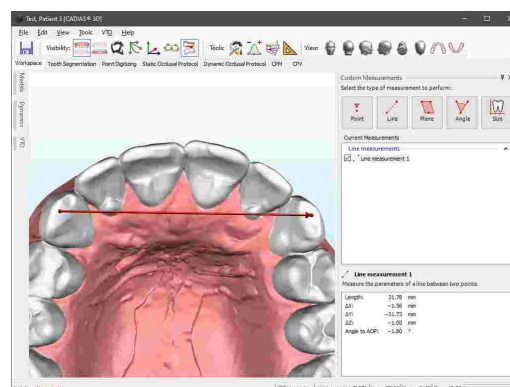 Test, Patient 3 [CADIAS® 3D]
File Edit View Tools VTO Help
Visibility: Tools: View:
Workspace Tooth Segmentation Point Digitizing Static Occlusal Protocol Dynamic Occlusal Protocol CPM CPV
Models
Dynamics
VTO
Custom Measurements
Select the type of measurement to perform:
Point Line Plane Angle Size
Current Measurements
Line measurements
Line measurement 1
Line measurement 1
Measure the parameters of a line between two points.
Length: 31.78 mm
ΔX: −1.56 mm
ΔY: −31.73 mm
ΔZ: −1.00 mm
Angle to AOP: −1.80 °